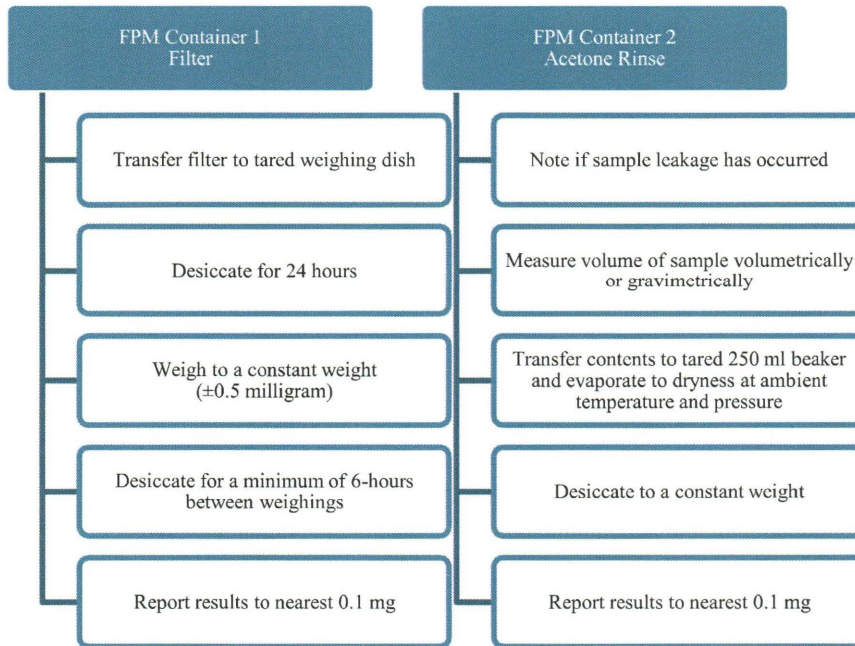 FPM Container 1
Filter
Transfer filter to tared weighing dish
Desiccate for 24 hours
Weigh to a constant weight
(±0.5 milligram)
Desiccate for a minimum of 6-hours
between weighings
Report results to nearest 0.1 mg
FPM Container 2
Acetone Rinse
Note if sample leakage has occurred
Measure volume of sample volumetrically
or gravimetrically
Transfer contents to tared 250 ml beaker
and evaporate to dryness at ambient
temperature and pressure
Desiccate to a constant weight
Report results to nearest 0.1 mg